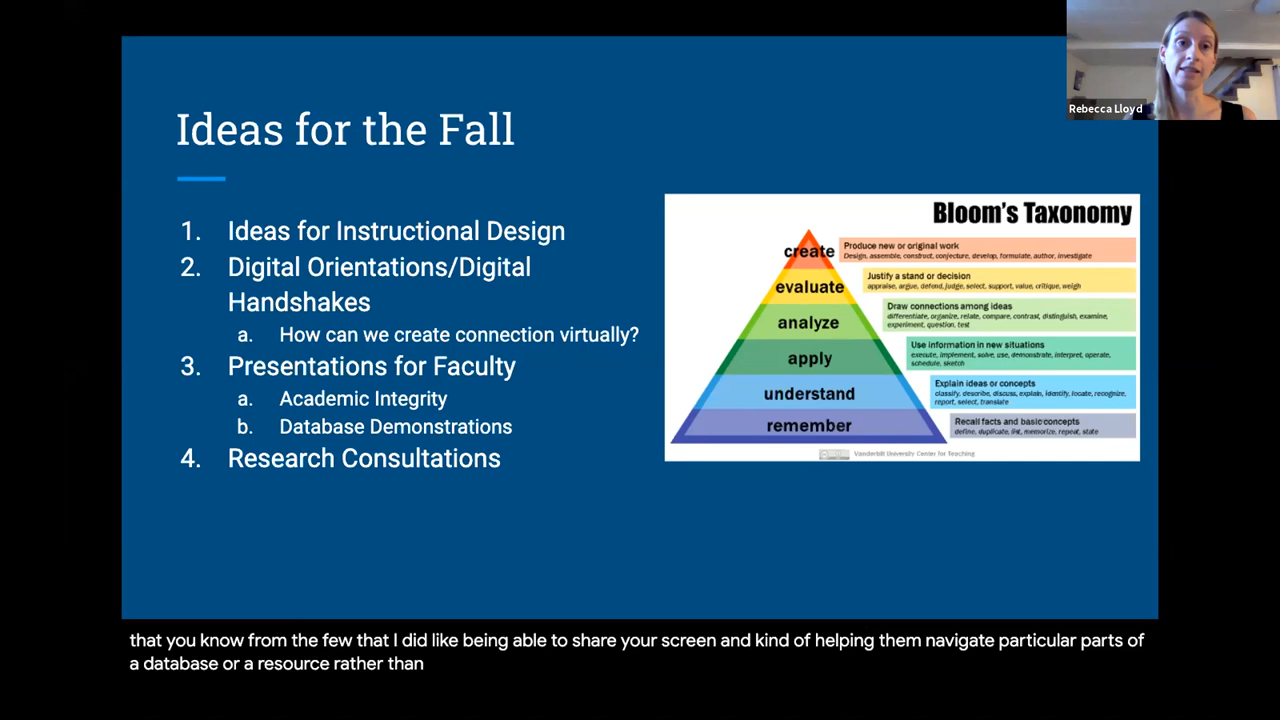 Rebecca Lloyd
Ideas for the Fall
1. Ideas for Instructional Design
2. Digital Orientations/Digital
Handshakes
a. How can we create connection virtually?
3. Presentations for Faculty
a. Academic Integrity
b. Database Demonstrations
4. Research Consultations
Bloom's Taxonomy
create
Produce new or original work
Design, assemble, construct, conjecture, develop, formulate, author, investigate
evaluate
Justify a stand or decision
appraise, argue, defend, judge, select, support, value, critique, weigh
analyze
Draw connections among ideas
differentiate, organize, relate, compare, contrast, distinguish, examine,
experiment, question, test
apply
Use information in new situations
execute, implement, solve, use, demonstrate, interpret, operate,
schedule, sketch
understand
Explain ideas or concepts
classify, describe, discuss, explain, identify, locate, recognize,
report, select, translate
remember
Recall facts and basic concepts
define, duplicate, list, memorize, repeat, state
Vanderbilt University Center for Teaching
that you know from the few that I did like being able to share your screen and kind of helping them navigate particular parts of
a database or a resource rather than